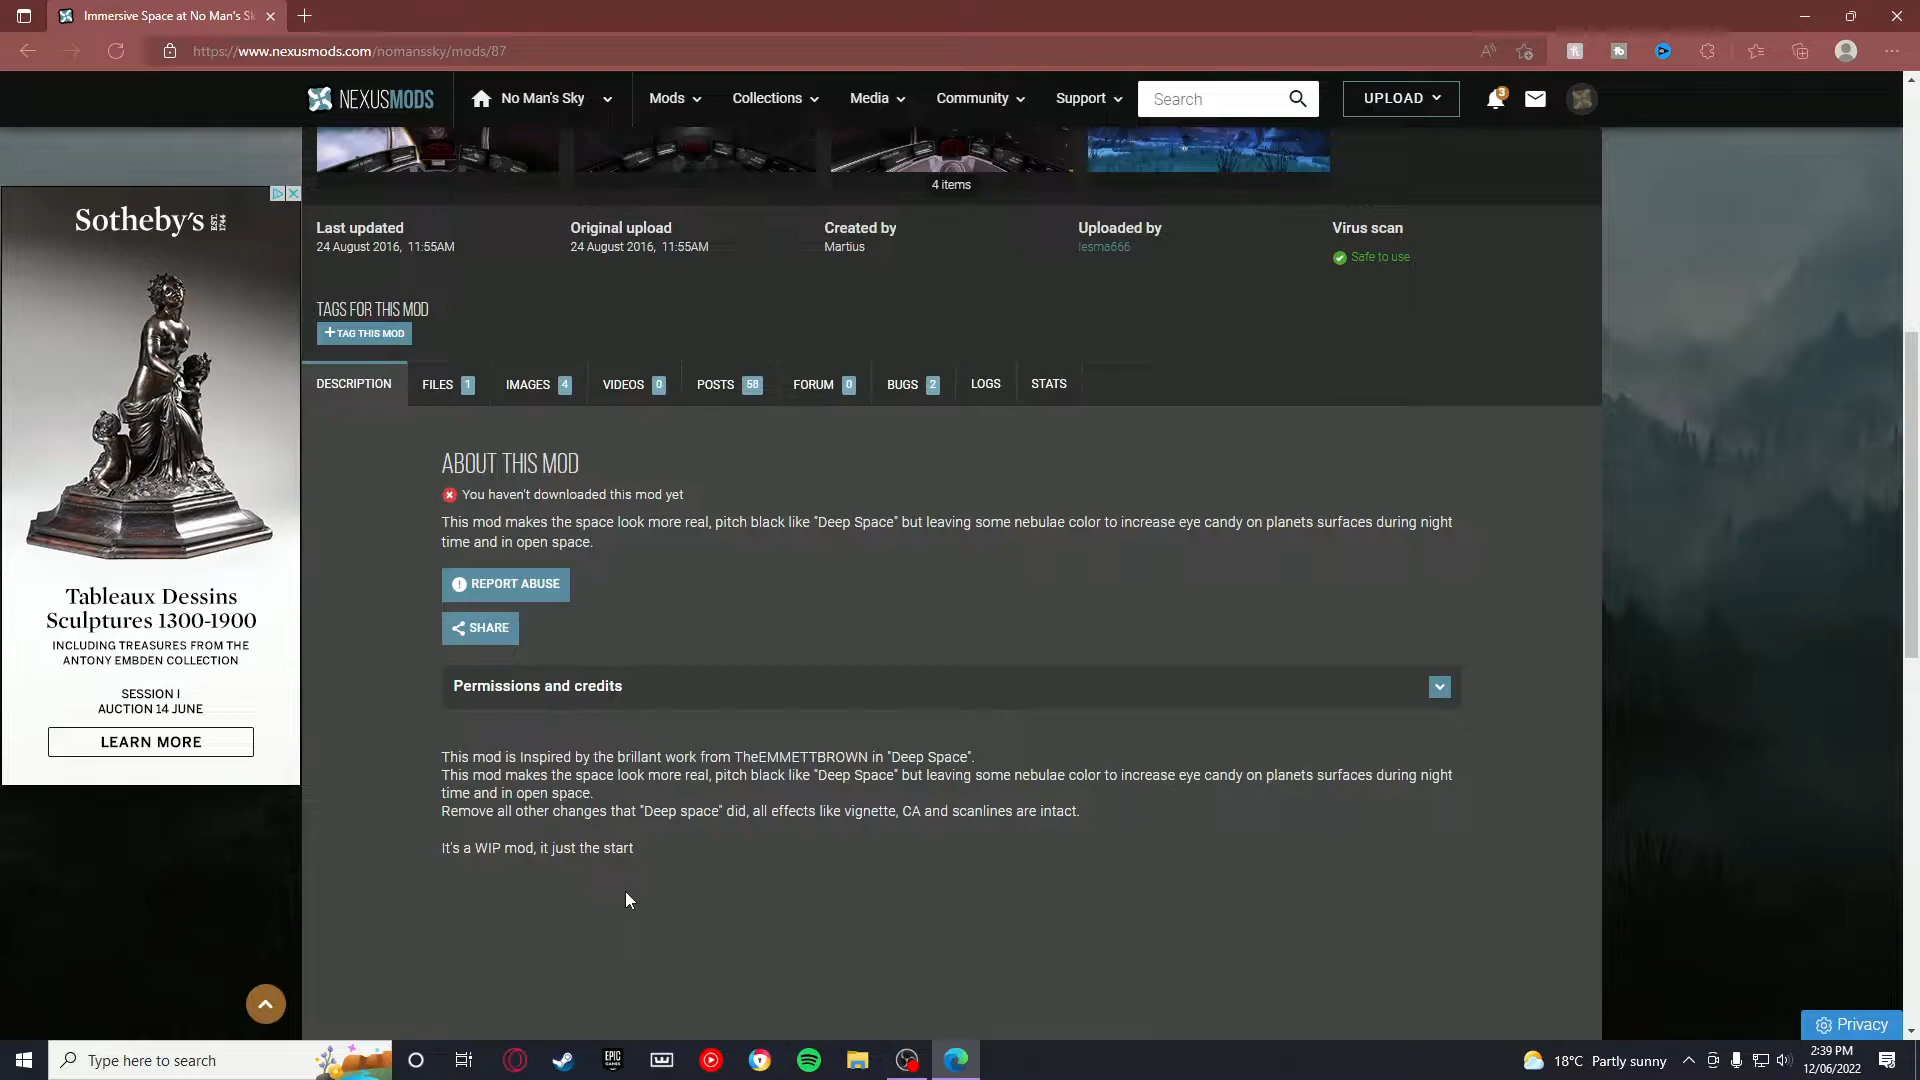 Immersive Space at No Man's Sk
https://www.nexusmods.com/nomanssky/mods/87
NEXUSMODS
No Man's Sky
Mods
Collections
Media
Community
Support
Search
UPLOAD
3
4 items
Last updated
24 August 2016, 11:55AM
Original upload
24 August 2016, 11:55AM
Created by
Martius
Uploaded by
lesma666
Virus scan
Safe to use
TAGS FOR THIS MOD
+ TAG THIS MOD
DESCRIPTION
FILES 1
IMAGES 4
VIDEOS 0
POSTS 58
FORUM 0
BUGS 2
LOGS
STATS
ABOUT THIS MOD
You haven't downloaded this mod yet
This mod makes the space look more real, pitch black like "Deep Space" but leaving some nebulae color to increase eye candy on planets surfaces during night
time and in open space.
REPORT ABUSE
SHARE
Permissions and credits
This mod is Inspired by the brillant work from TheEMMETTBROWN in "Deep Space".
This mod makes the space look more real, pitch black like "Deep Space" but leaving some nebulae color to increase eye candy on planets surfaces during night
time and in open space.
Remove all other changes that "Deep space" did, all effects like vignette, CA and scanlines are intact.
It's a WIP mod, it just the start
Sotheby's EST. 1744
Tableaux Dessins
Sculptures 1300-1900
INCLUDING TREASURES FROM THE
ANTONY EMBDEN COLLECTION
SESSION I
AUCTION 14 JUNE
LEARN MORE
Privacy
Type here to search
EPIC
GAMES
18°C Partly sunny
2:39 PM
12/06/2022